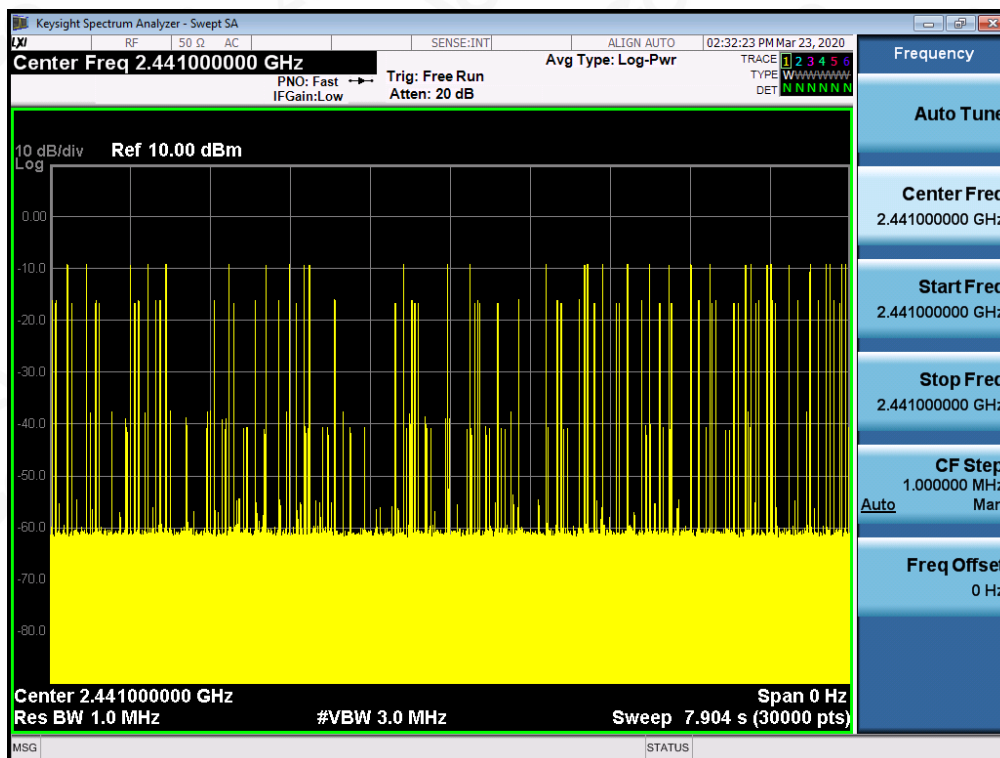 Keysight Spectrum Analyzer - Swept SA
LXI RF 50 Ω AC SENSE:INT ALIGN AUTO 02:32:23 PM Mar 23, 2020
Center Freq 2.441000000 GHz Avg Type: Log-Pwr TRACE 1 2 3 4 5 6
PNO: Fast Trig: Free Run TYPE WWWWWW
IFGain:Low Atten: 20 dB DET N N N N N N
10 dB/div Ref 10.00 dBm
Log
0.00
-10.0
-20.0
-30.0
-40.0
-50.0
-60.0
-70.0
-80.0
Center 2.441000000 GHz Span 0 Hz
Res BW 1.0 MHz #VBW 3.0 MHz Sweep 7.904 s (30000 pts)
MSG STATUS
Frequency
Auto Tune
Center Freq
2.441000000 GHz
Start Freq
2.441000000 GHz
Stop Freq
2.441000000 GHz
CF Step
1.000000 MHz
Auto Man
Freq Offset
0 Hz